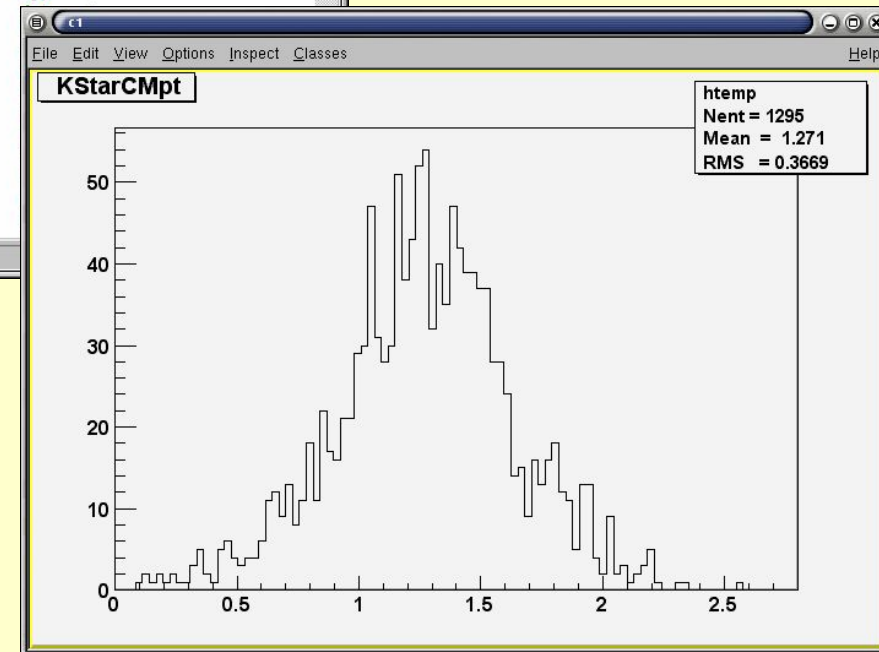 c1
File Edit View Options Inspect Classes Help
KStarCMpt
htemp
Nent = 1295
Mean = 1.271
RMS = 0.3669
50
40
30
20
10
0
0 0.5 1 1.5 2 2.5